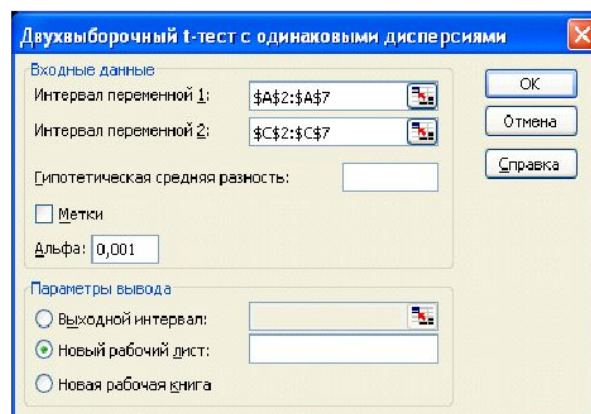 Двухвыборочный t-тест с одинаковыми дисперсиями
Входные данные
Интервал переменной 1: $A$2:$A$7
Интервал переменной 2: $C$2:$C$7
Гипотетическая средняя разность:
Метки
Альфа: 0,001
OK
Отмена
Справка
Параметры вывода
Выходной интервал:
Новый рабочий лист:
Новая рабочая книга